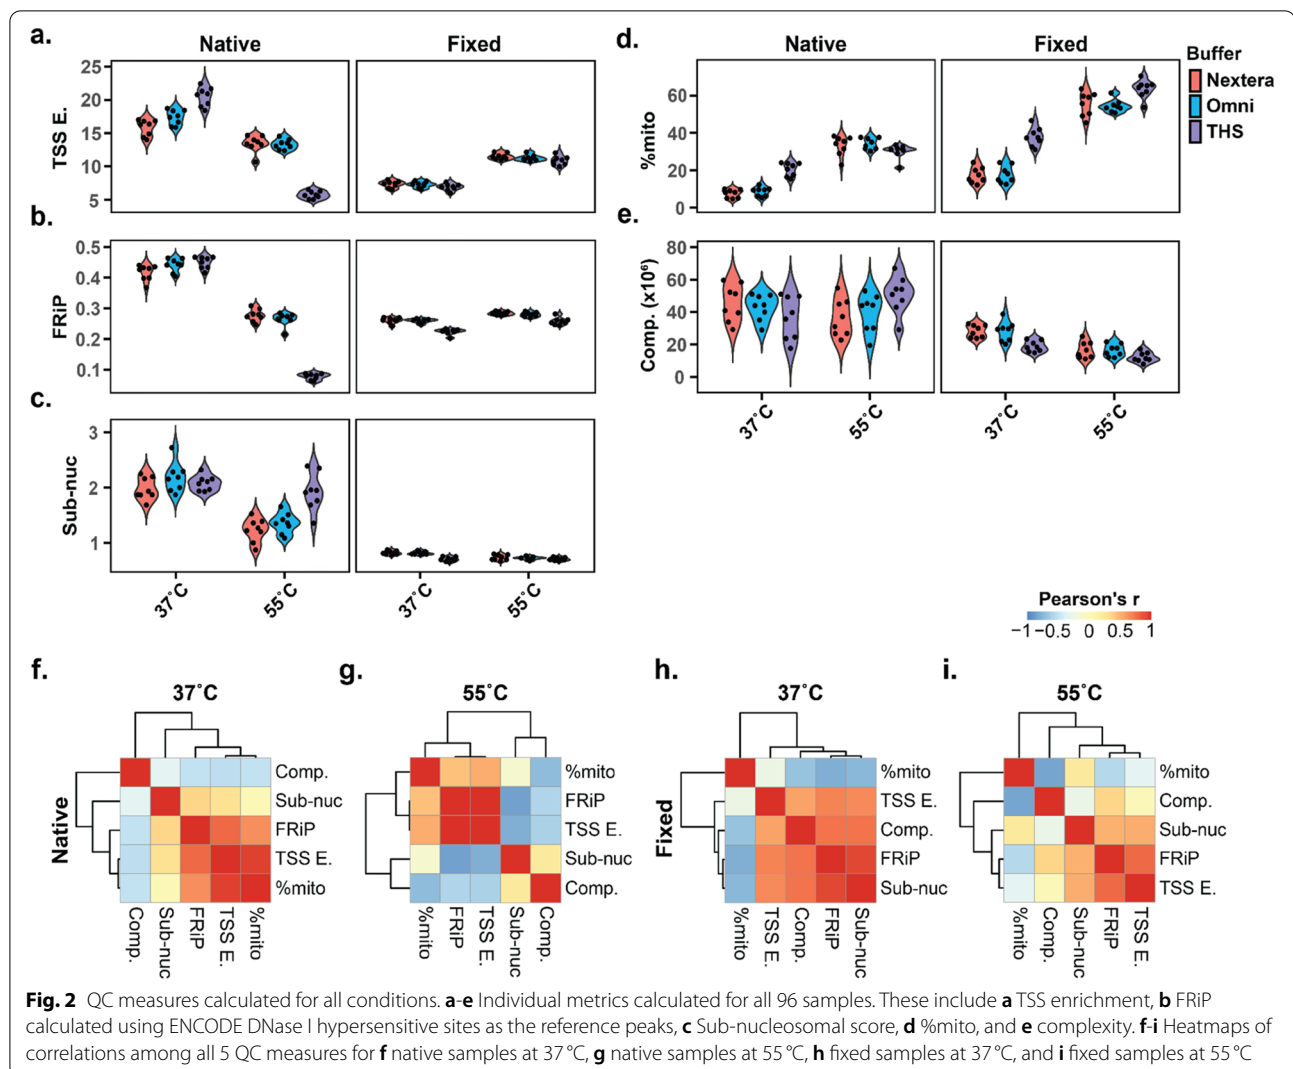 a.
Native Fixed
TSS E.
25
20
15
10
5
b.
FRiP
0.5
0.4
0.3
0.2
0.1
c.
Sub-nuc
3
2
1
37°C 55°C 37°C 55°C
d.
Native Fixed
%mito
60
40
20
0
Buffer
Nextera
Omni
THS
e.
Comp. (x10⁶)
80
60
40
20
0
37°C 55°C 37°C 55°C
Pearson's r
−1 −0.5 0 0.5 1
f.
37°C
Native
Comp.
Sub-nuc
FRiP
TSS E.
%mito
Comp. Sub-nuc FRiP TSS E. %mito
g.
55°C
%mito
FRiP
TSS E.
Sub-nuc
Comp.
%mito FRiP TSS E. Sub-nuc Comp.
h.
37°C
Fixed
%mito
TSS E.
Comp.
FRiP
Sub-nuc
%mito TSS E. Comp. FRiP Sub-nuc
i.
55°C
%mito
Comp.
Sub-nuc
FRiP
TSS E.
%mito Comp. Sub-nuc FRiP TSS E.
Fig. 2 QC measures calculated for all conditions. a-e Individual metrics calculated for all 96 samples. These include a TSS enrichment, b FRiP
calculated using ENCODE DNase I hypersensitive sites as the reference peaks, c Sub-nucleosomal score, d %mito, and e complexity. f-i Heatmaps of
correlations among all 5 QC measures for f native samples at 37 °C, g native samples at 55 °C, h fixed samples at 37 °C, and i fixed samples at 55 °C